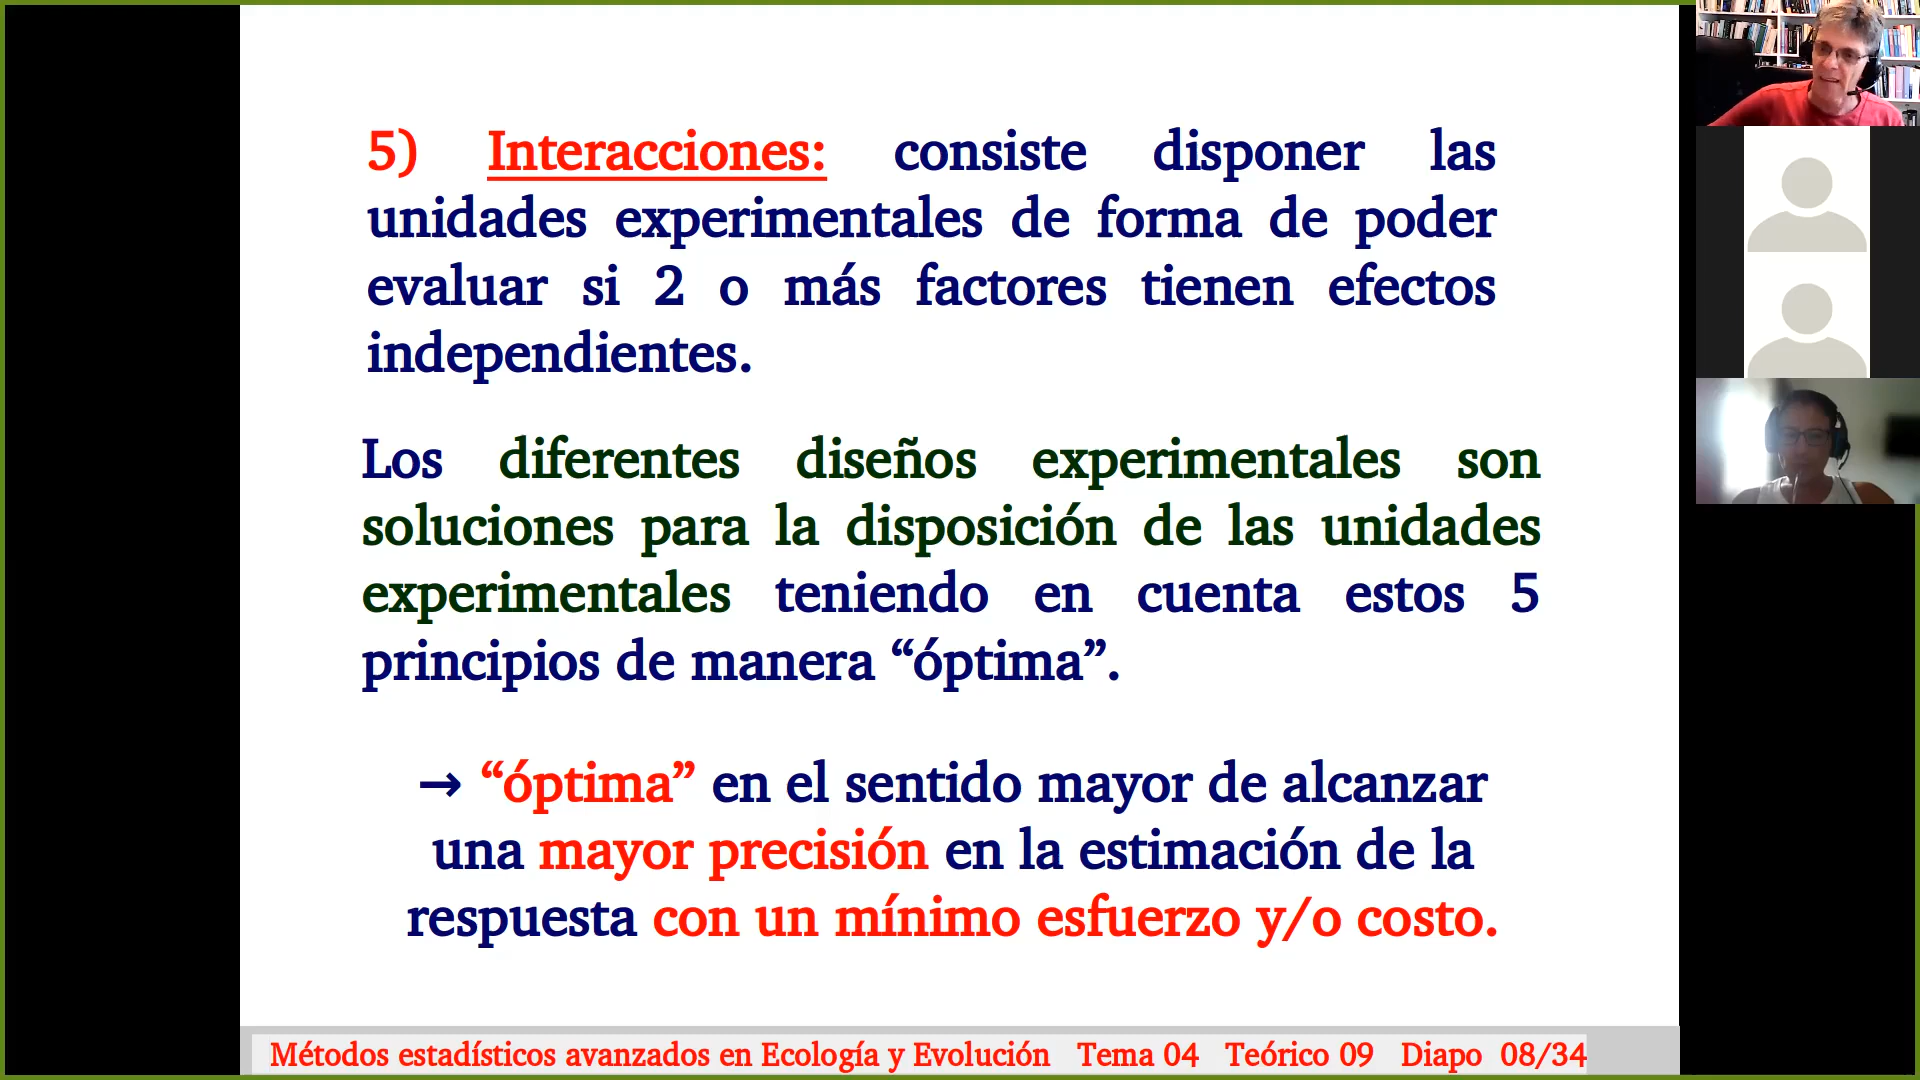 5) Interacciones: consiste disponer las
unidades experimentales de forma de poder
evaluar si 2 o más factores tienen efectos
independientes.
Los diferentes diseños experimentales son
soluciones para la disposición de las unidades
experimentales teniendo en cuenta estos 5
principios de manera “óptima”.
→ “óptima” en el sentido mayor de alcanzar
una mayor precisión en la estimación de la
respuesta con un mínimo esfuerzo y/o costo.
Métodos estadísticos avanzados en Ecología y Evolución Tema 04 Teórico 09 Diapo 08/34